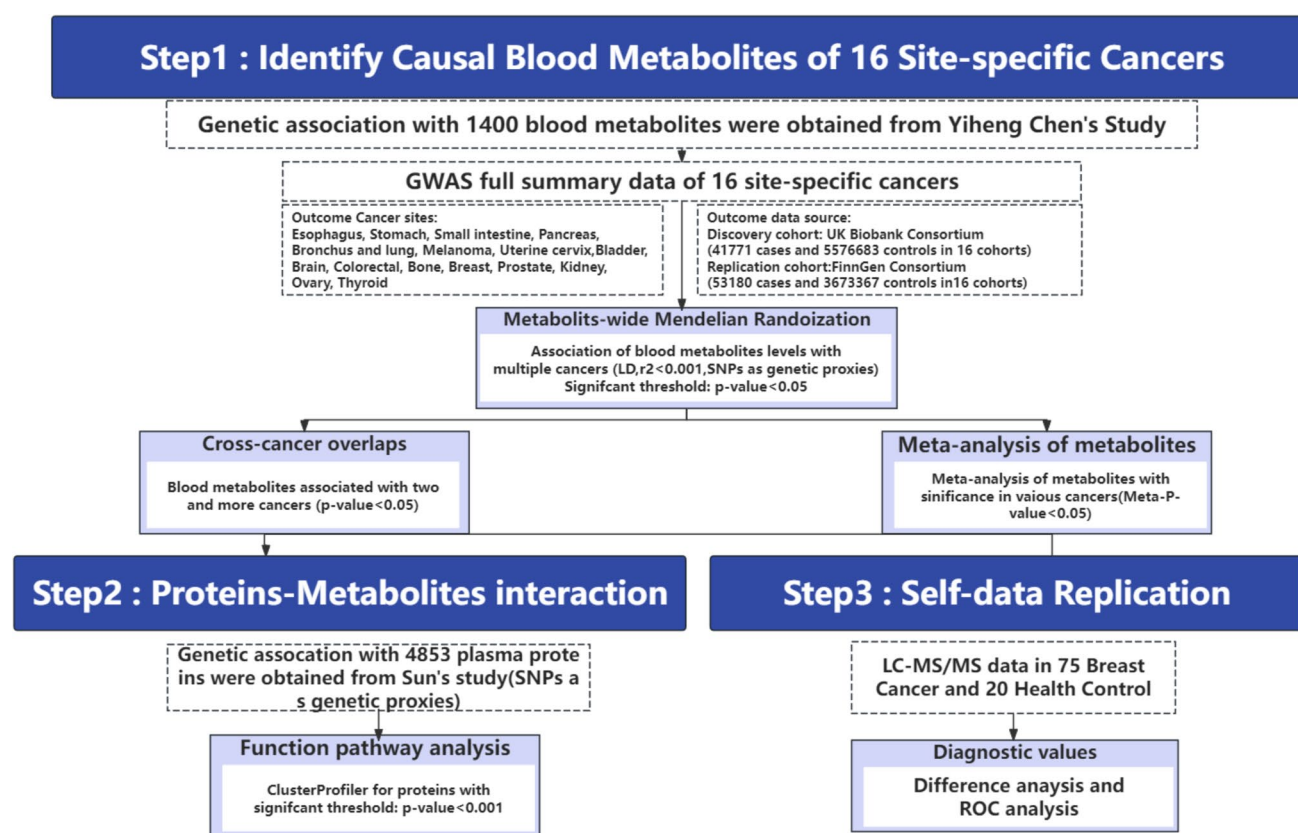 Step1 : Identify Causal Blood Metabolites of 16 Site-specific Cancers
Genetic association with 1400 blood metabolites were obtained from Yiheng Chen's Study
GWAS full summary data of 16 site-specific cancers
Outcome Cancer sites:
Esophagus, Stomach, Small intestine, Pancreas,
Bronchus and lung, Melanoma, Uterine cervix,Bladder,
Brain, Colorectal, Bone, Breast, Prostate, Kidney,
Ovary, Thyroid
Outcome data source:
Discovery cohort: UK Biobank Consortium
(41771 cases and 5576683 controls in 16 cohorts)
Replication cohort:FinnGen Consortium
(53180 cases and 3673367 controls in16 cohorts)
Metabolits-wide Mendelian Randoization
Association of blood metabolites levels with
multiple cancers (LD,r2<0.001,SNPs as genetic proxies)
Signifcant threshold: p-value<0.05
Cross-cancer overlaps
Blood metabolites associated with two
and more cancers (p-value<0.05)
Meta-analysis of metabolites
Meta-analysis of metabolites with
sinificance in vaious cancers(Meta-P-
value<0.05)
Step2 : Proteins-Metabolites interaction
Genetic assocation with 4853 plasma prote
ins were obtained from Sun's study(SNPs a
s genetic proxies)
Function pathway analysis
ClusterProfiler for proteins with
signifcant threshold: p-value<0.001
Step3 : Self-data Replication
LC-MS/MS data in 75 Breast
Cancer and 20 Health Control
Diagnostic values
Difference anaysis and
ROC analysis